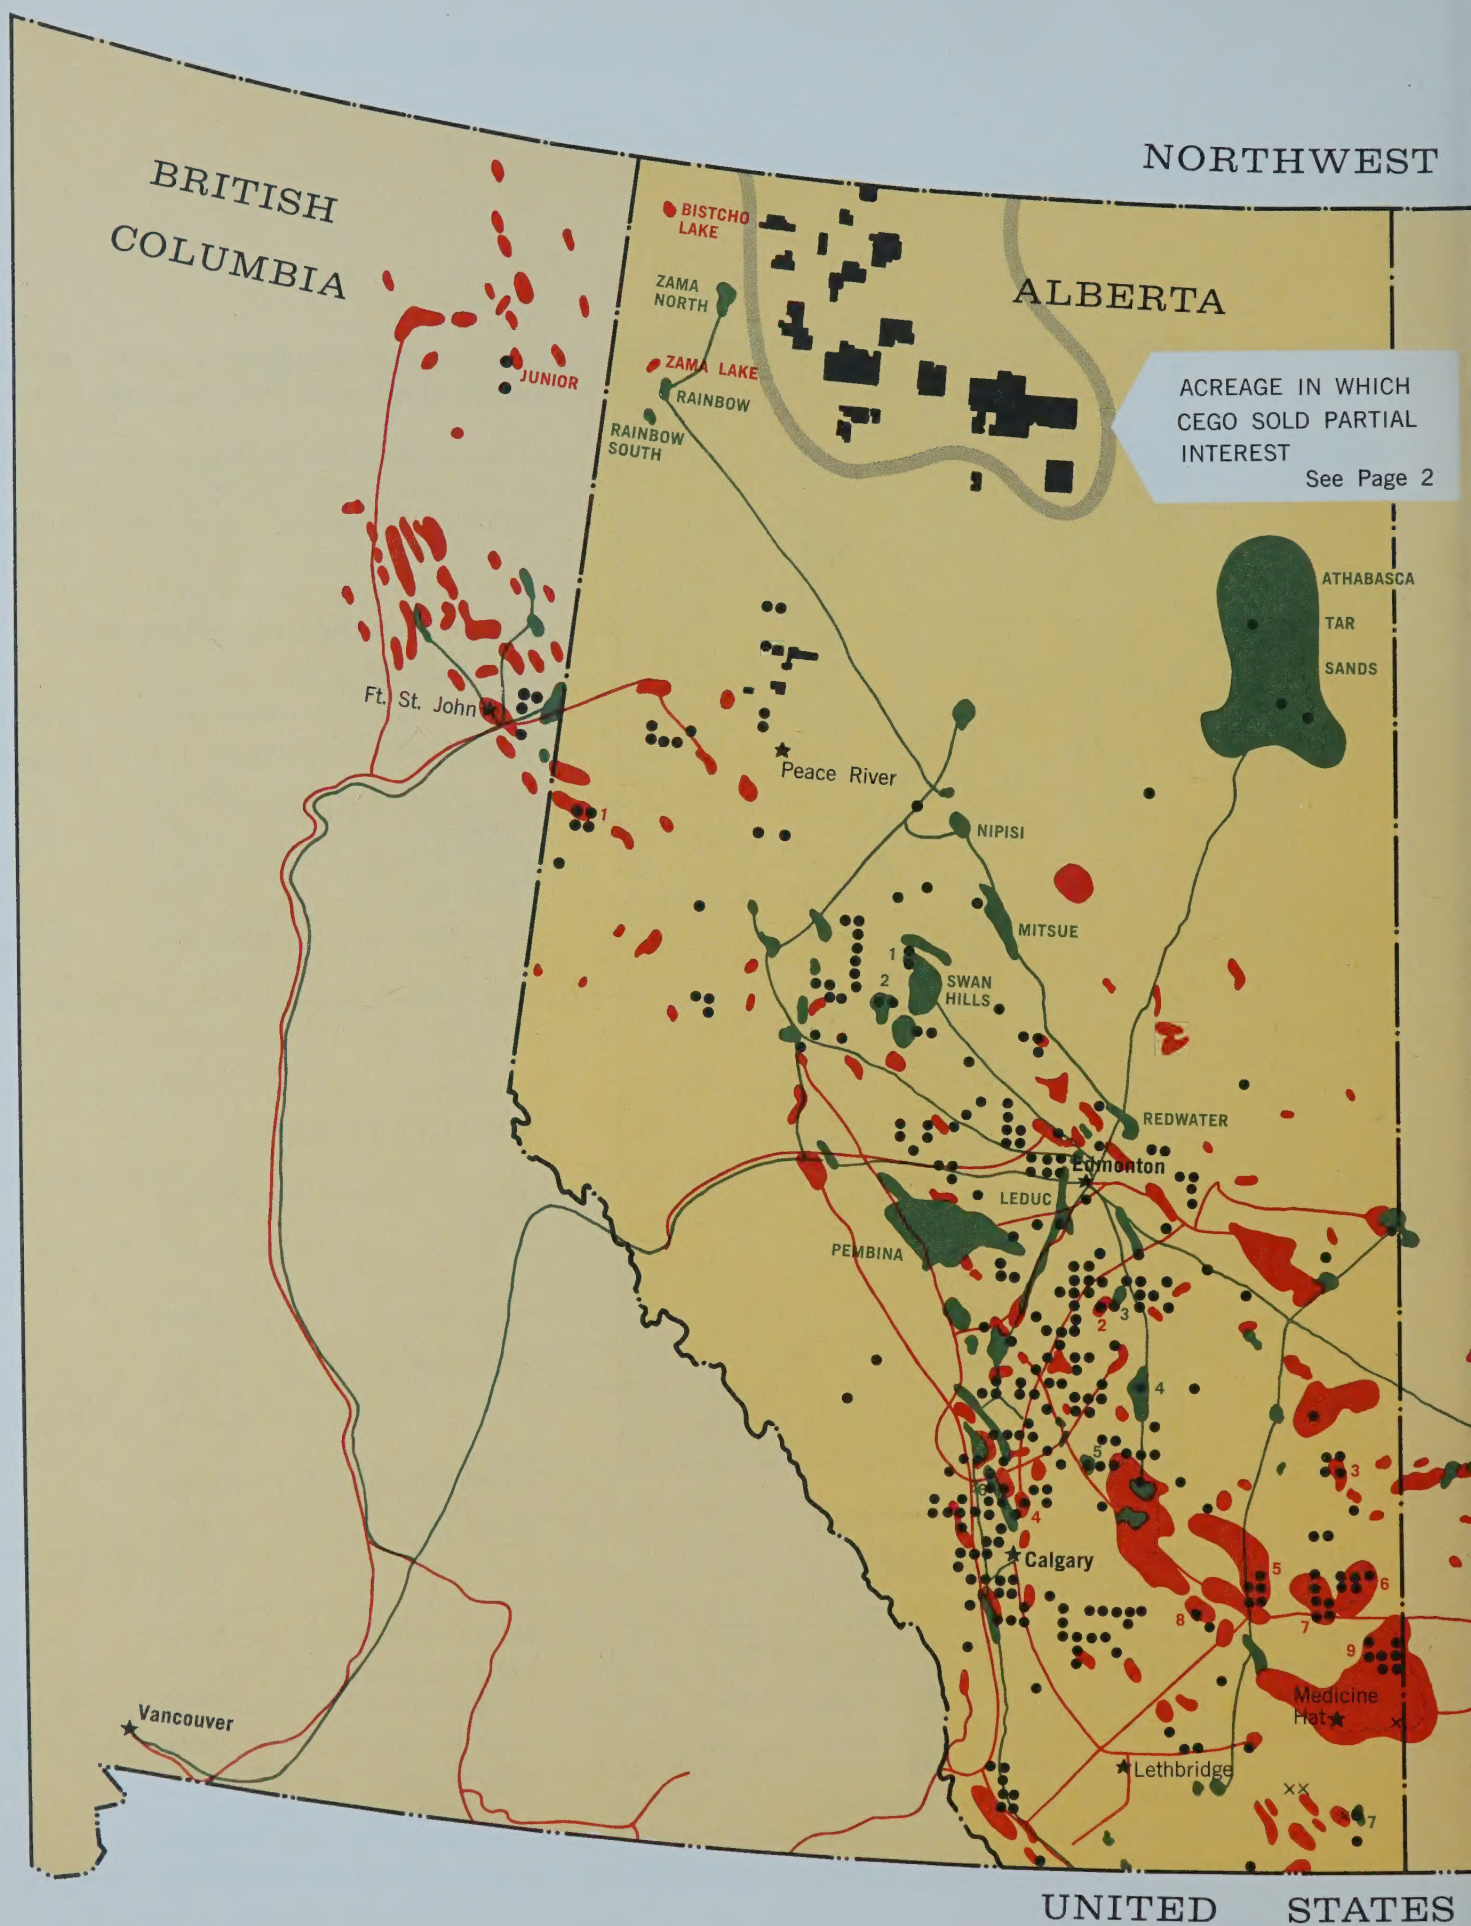 NORTHWEST
BRITISH
COLUMBIA
BISTCHO
LAKE
ZAMA
NORTH
ALBERTA
ZAMA LAKE
JUNIOR
RAINBOW
RAINBOW
SOUTH
ACREAGE IN WHICH
CEGO SOLD PARTIAL
INTEREST
See Page 2
ATHABASCA
TAR
SANDS
Ft. St. John
Peace River
1
NIPISI
MITSUE
1
2
SWAN
HILLS
REDWATER
Edmonton
LEDUC
PEMBINA
3
2
4
5
3
6
4
Calgary
5
6
8
7
9
Medicine
Hat
x
Vancouver
Lethbridge
xx
7
UNITED STATES